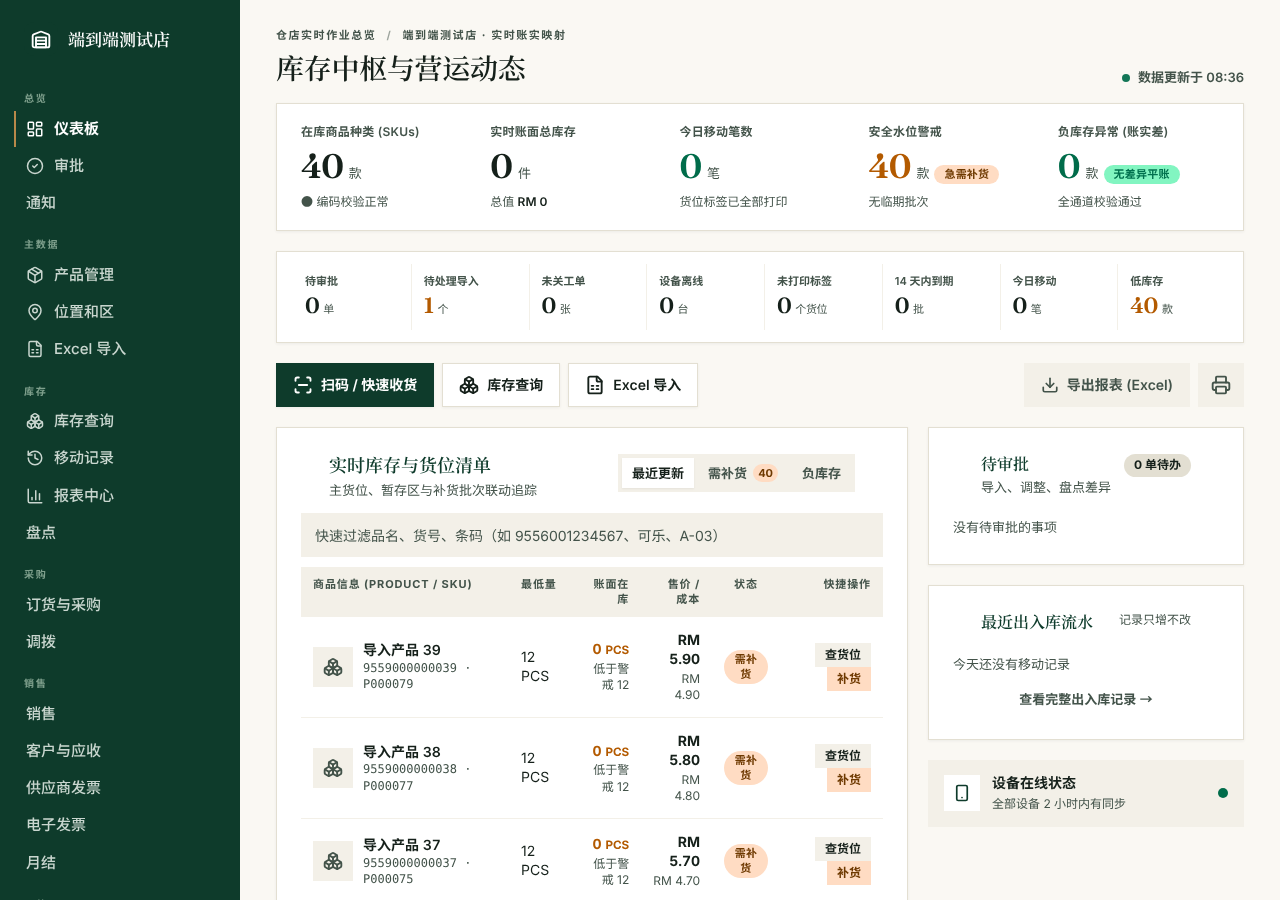 端到端测试店
总览
仪表板
审批
通知
主数据
产品管理
位置和区
Excel 导入
库存
库存查询
移动记录
报表中心
盘点
采购
订货与采购
调拨
销售
销售
客户与应收
供应商发票
电子发票
月结
仓店实时作业总览 / 端到端测试店 · 实时账实映射
库存中枢与营运动态
数据更新于 08:36
在库商品种类 (SKUs)
40 款
编码校验正常
实时账面总库存
0 件
总值 RM 0
今日移动笔数
0 笔
货位标签已全部打印
安全水位警戒
40 款 急需补货
无临期批次
负库存异常 (账实差)
0 款 无差异平账
全通道校验通过
待审批
0 单
待处理导入
1 个
未关工单
0 张
设备离线
0 台
未打印标签
0 个货位
14 天内到期
0 批
今日移动
0 笔
低库存
40 款
扫码 / 快速收货
库存查询
Excel 导入
导出报表 (Excel)
实时库存与货位清单
主货位、暂存区与补货批次联动追踪
最近更新
需补货 40
负库存
快速过滤品名、货号、条码（如 9556001234567、可乐、A-03）
商品信息 (PRODUCT / SKU)
最低量
账面在
库
售价 /
成本
状态
快捷操作
导入产品 39
9559000000039 ·
P000079
12
PCS
0 PCS
低于警
戒 12
RM
5.90
RM
4.90
需补
货
查货位
补货
导入产品 38
9559000000038 ·
P000077
12
PCS
0 PCS
低于警
戒 12
RM
5.80
RM
4.80
需补
货
查货位
补货
导入产品 37
9559000000037 ·
P000075
12
PCS
0 PCS
低于警
戒 12
RM
5.70
RM 4.70
需补
货
查货位
补货
待审批
0 单待办
导入、调整、盘点差异
没有待审批的事项
最近出入库流水
记录只增不改
今天还没有移动记录
查看完整出入库记录 →
设备在线状态
全部设备 2 小时内有同步